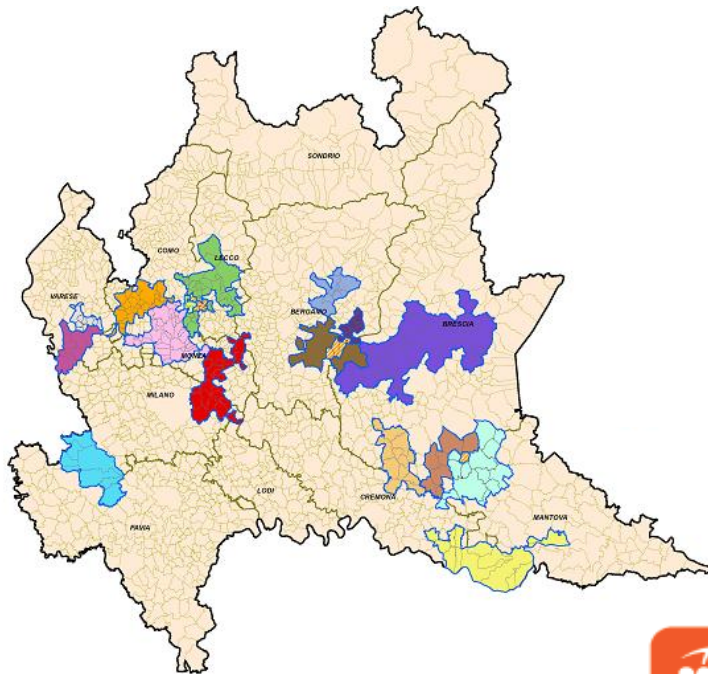 SONDRIO
COMO
LECCO
VARESE
BERGAMO
BRESCIA
MONZA
MILANO
LODI
CREMONA
MANTOVA
PAVIA